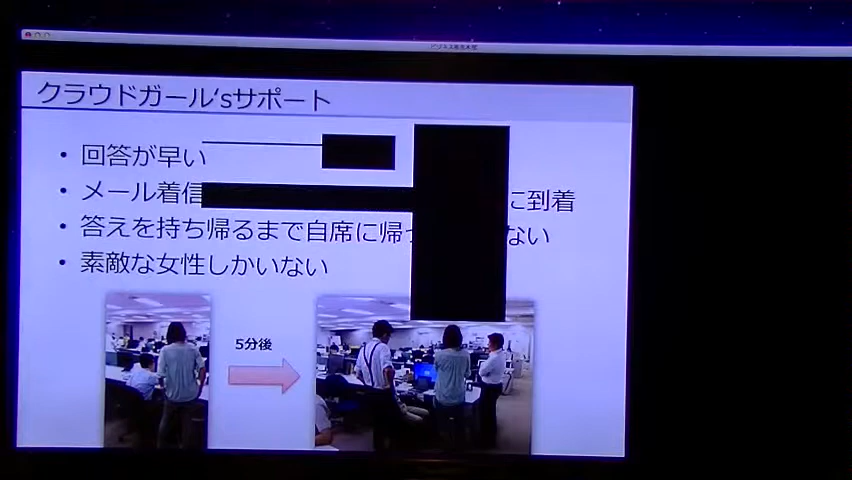 クラウドガール‘sサポート
・回答が早い
・メール着信 に到着
・答えを持ち帰るまで自席に帰 ない
・素敵な女性しかいない
5分後